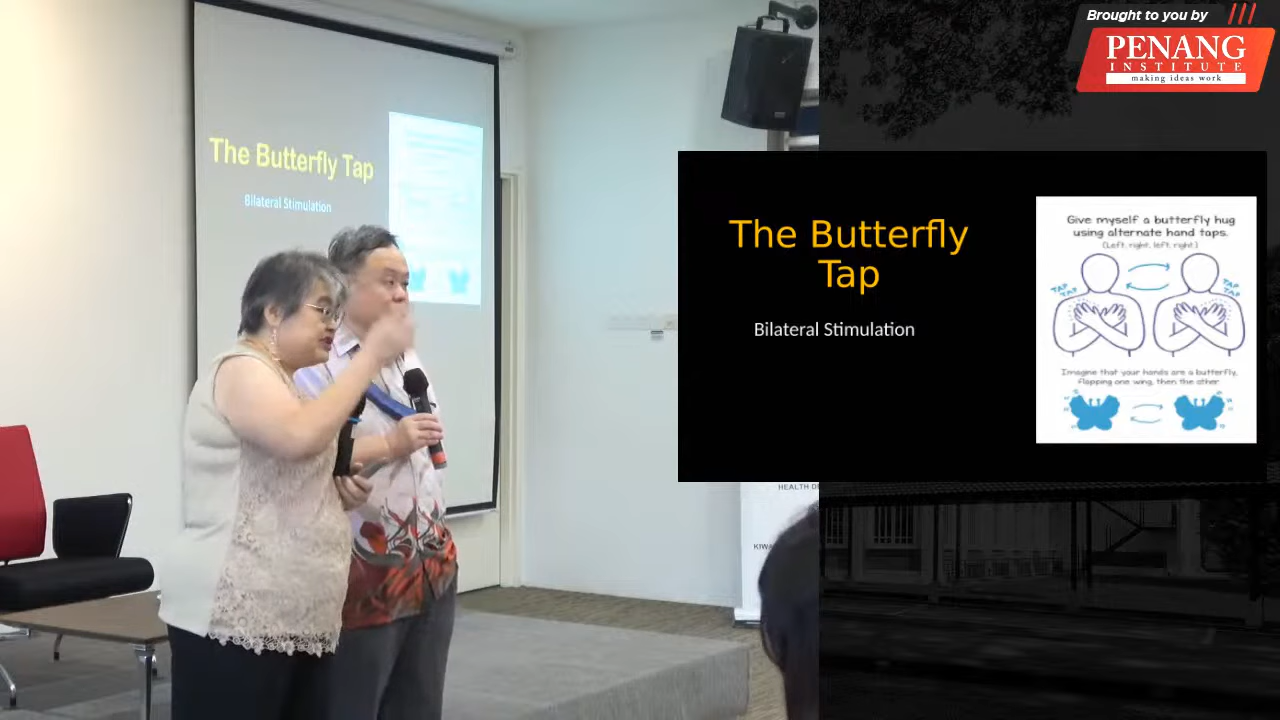 Brought to you by
PENANG
INSTITUTE
making ideas work
The Butterfly Tap
Bilateral Stimulation
The Butterfly
Tap
Bilateral Stimulation
Give myself a butterfly hug
using alternate hand taps.
(Left, right, left, right)
TAP
TAP
TAP
TAP
Imagine that your hands are a butterfly,
flapping one wing, then the other.